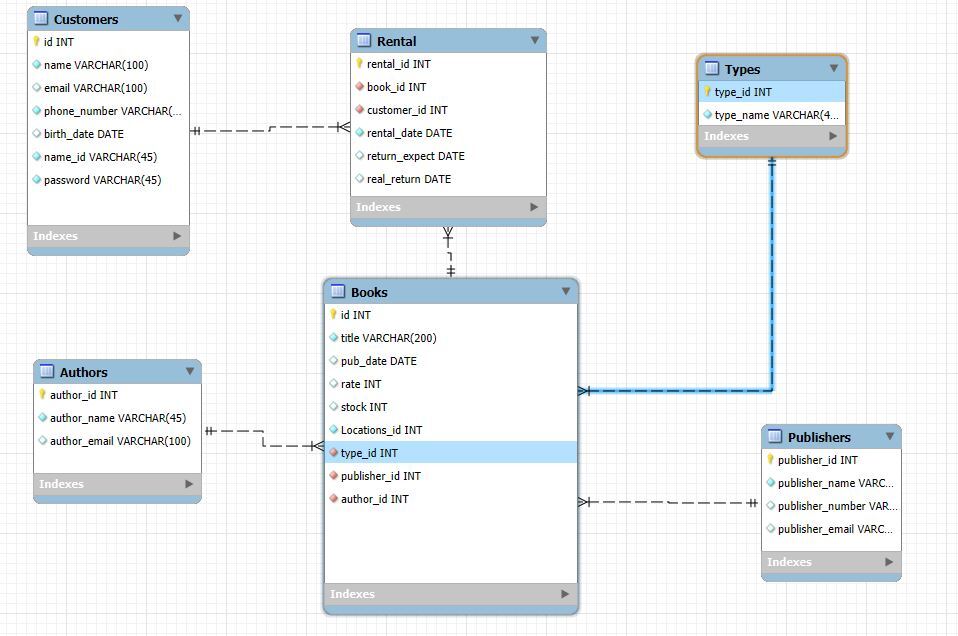 Customers
id INT
name VARCHAR(100)
email VARCHAR(100)
phone_number VARCHAR(...
birth_date DATE
name_id VARCHAR(45)
password VARCHAR(45)
Indexes
Rental
rental_id INT
book_id INT
customer_id INT
rental_date DATE
return_expect DATE
real_return DATE
Indexes
Types
type_id INT
type_name VARCHAR(4...
Indexes
Books
id INT
title VARCHAR(200)
pub_date DATE
rate INT
stock INT
Locations_id INT
type_id INT
publisher_id INT
author_id INT
Indexes
Authors
author_id INT
author_name VARCHAR(45)
author_email VARCHAR(100)
Indexes
Publishers
publisher_id INT
publisher_name VARC...
publisher_number VAR...
publisher_email VARC...
Indexes